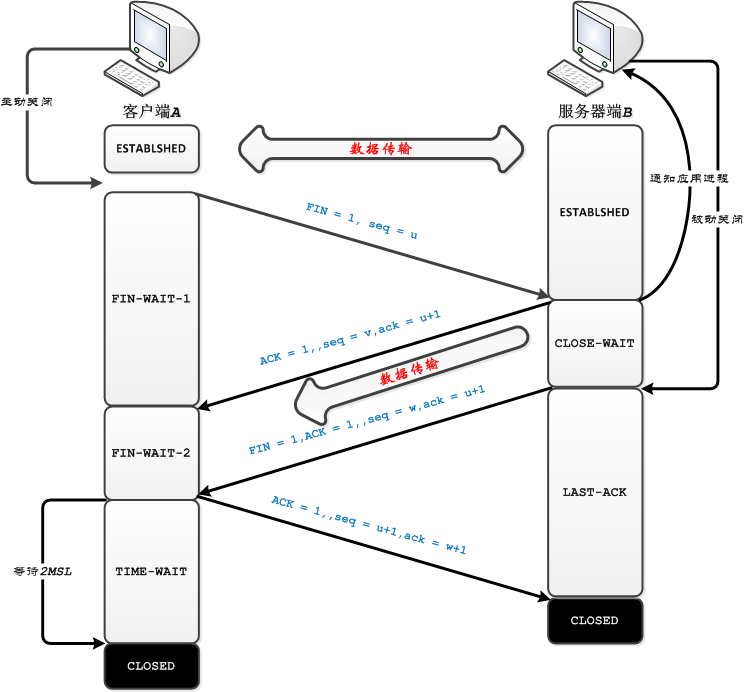 主动关闭
客户端A
服务器端B
ESTABLSHED
数据传输
ESTABLSHED
通知应用进程
被动关闭
FIN = 1, seq = u
FIN-WAIT-1
ACK = 1,,seq = v,ack = u+1
CLOSE-WAIT
数据传输
FIN = 1,ACK = 1,,seq = w,ack = u+1
FIN-WAIT-2
LAST-ACK
ACK = 1,,seq = u+1,ack = w+1
等待2MSL
TIME-WAIT
CLOSED
CLOSED